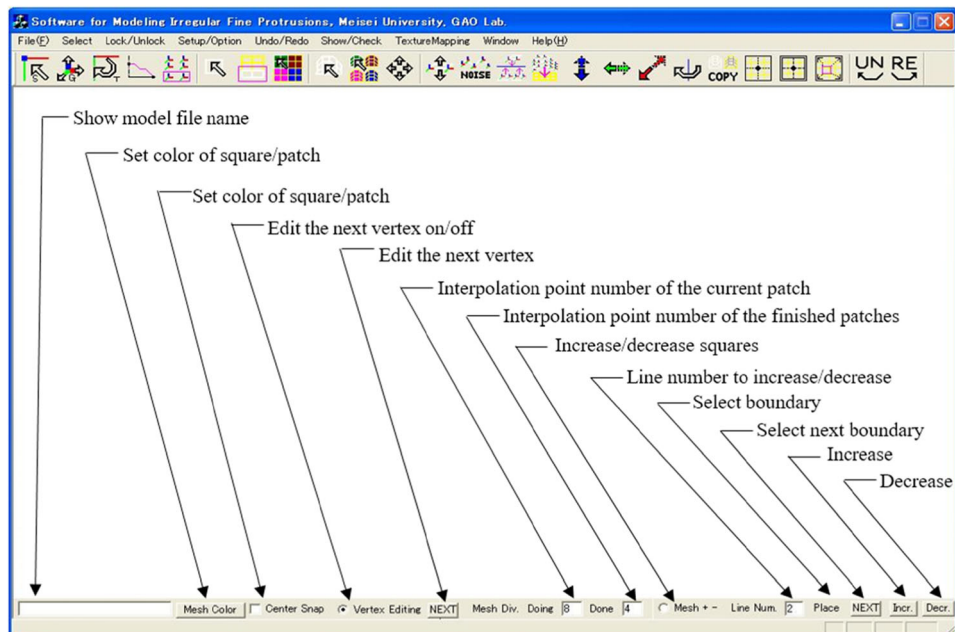 Software for Modeling Irregular Fine Protrusions, Meisei University, GAO Lab.
File(F) Select Lock/Unlock Setup/Option Undo/Redo Show/Check TextureMapping Window Help(H)
S G T NOISE COPY UN RE
Show model file name
Set color of square/patch
Set color of square/patch
Edit the next vertex on/off
Edit the next vertex
Interpolation point number of the current patch
Interpolation point number of the finished patches
Increase/decrease squares
Line number to increase/decrease
Select boundary
Select next boundary
Increase
Decrease
Mesh Color Center Snap Vertex Editing NEXT Mesh Div. Doing 8 Done 4 Mesh + - Line Num. 2 Place NEXT Incr. Decr.